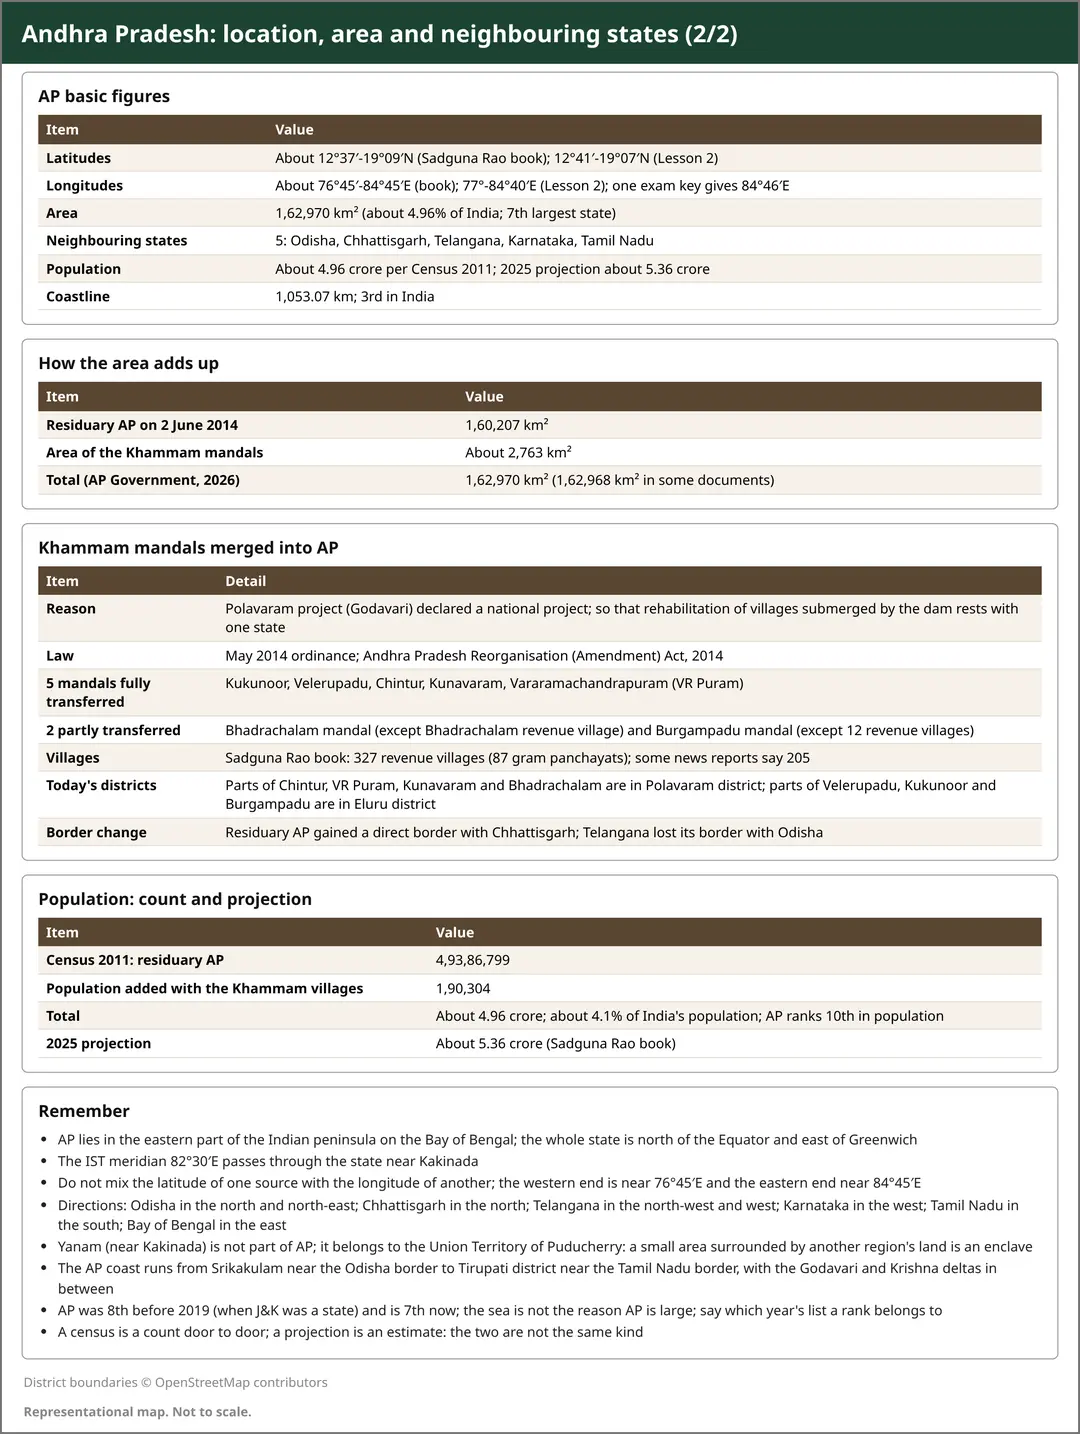 Andhra Pradesh: location, area and neighbouring states (2/2)
AP basic figures
Item Value
Latitudes About 12°37′-19°09′N (Sadguna Rao book); 12°41′-19°07′N (Lesson 2)
Longitudes About 76°45′-84°45′E (book); 77°-84°40′E (Lesson 2); one exam key gives 84°46′E
Area 1,62,970 km² (about 4.96% of India; 7th largest state)
Neighbouring states 5: Odisha, Chhattisgarh, Telangana, Karnataka, Tamil Nadu
Population About 4.96 crore per Census 2011; 2025 projection about 5.36 crore
Coastline 1,053.07 km; 3rd in India
How the area adds up
Item Value
Residuary AP on 2 June 2014 1,60,207 km²
Area of the Khammam mandals About 2,763 km²
Total (AP Government, 2026) 1,62,970 km² (1,62,968 km² in some documents)
Khammam mandals merged into AP
Item Detail
Reason Polavaram project (Godavari) declared a national project; so that rehabilitation of villages submerged by the dam rests with
one state
Law May 2014 ordinance; Andhra Pradesh Reorganisation (Amendment) Act, 2014
5 mandals fully Kukunoor, Velerupadu, Chintur, Kunavaram, Vararamachandrapuram (VR Puram)
transferred
2 partly transferred Bhadrachalam mandal (except Bhadrachalam revenue village) and Burgampadu mandal (except 12 revenue villages)
Villages Sadguna Rao book: 327 revenue villages (87 gram panchayats); some news reports say 205
Today's districts Parts of Chintur, VR Puram, Kunavaram and Bhadrachalam are in Polavaram district; parts of Velerupadu, Kukunoor and
Burgampadu are in Eluru district
Border change Residuary AP gained a direct border with Chhattisgarh; Telangana lost its border with Odisha
Population: count and projection
Item Value
Census 2011: residuary AP 4,93,86,799
Population added with the Khammam villages 1,90,304
Total About 4.96 crore; about 4.1% of India's population; AP ranks 10th in population
2025 projection About 5.36 crore (Sadguna Rao book)
Remember
• AP lies in the eastern part of the Indian peninsula on the Bay of Bengal; the whole state is north of the Equator and east of Greenwich
• The IST meridian 82°30′E passes through the state near Kakinada
• Do not mix the latitude of one source with the longitude of another; the western end is near 76°45′E and the eastern end near 84°45′E
• Directions: Odisha in the north and north-east; Chhattisgarh in the north; Telangana in the north-west and west; Karnataka in the west; Tamil Nadu in
the south; Bay of Bengal in the east
• Yanam (near Kakinada) is not part of AP; it belongs to the Union Territory of Puducherry: a small area surrounded by another region's land is an enclave
• The AP coast runs from Srikakulam near the Odisha border to Tirupati district near the Tamil Nadu border, with the Godavari and Krishna deltas in
between
• AP was 8th before 2019 (when J&K was a state) and is 7th now; the sea is not the reason AP is large; say which year's list a rank belongs to
• A census is a count door to door; a projection is an estimate: the two are not the same kind
District boundaries © OpenStreetMap contributors
Representational map. Not to scale.